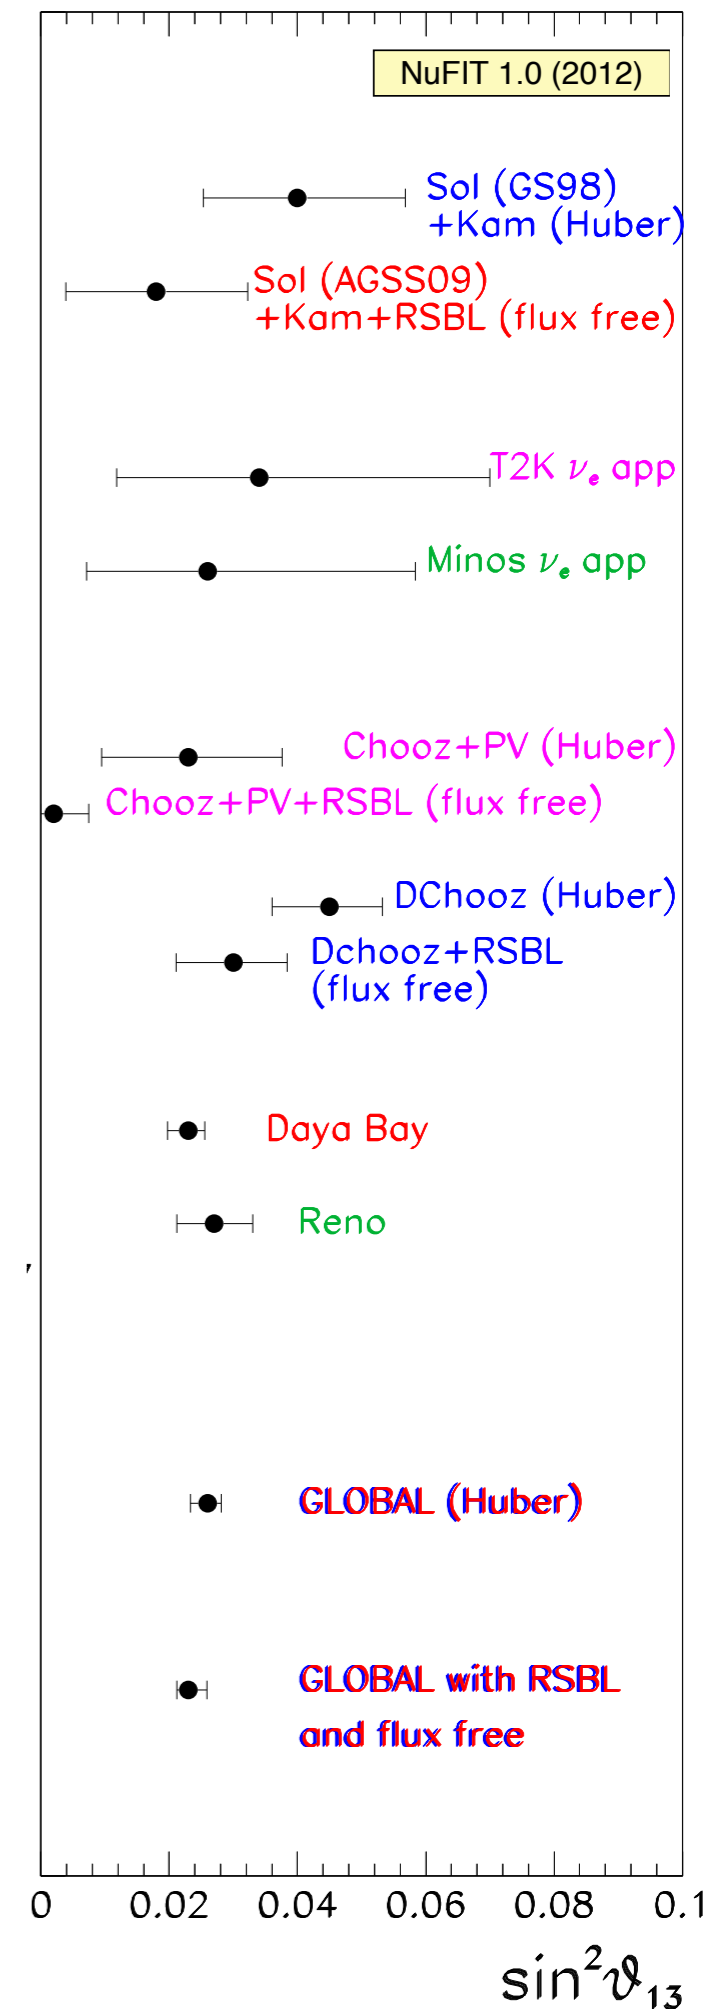 NuFIT 1.0 (2012)
Sol (GS98)
+Kam (Huber)
Sol (AGSS09)
+Kam+RSBL (flux free)
T2K νₑ app
Minos νₑ app
Chooz+PV (Huber)
Chooz+PV+RSBL (flux free)
DChooz (Huber)
Dchooz+RSBL
(flux free)
Daya Bay
Reno
GLOBAL (Huber)
GLOBAL with RSBL
and flux free
0 0.02 0.04 0.06 0.08 0.1
sin²ϑ₁₃